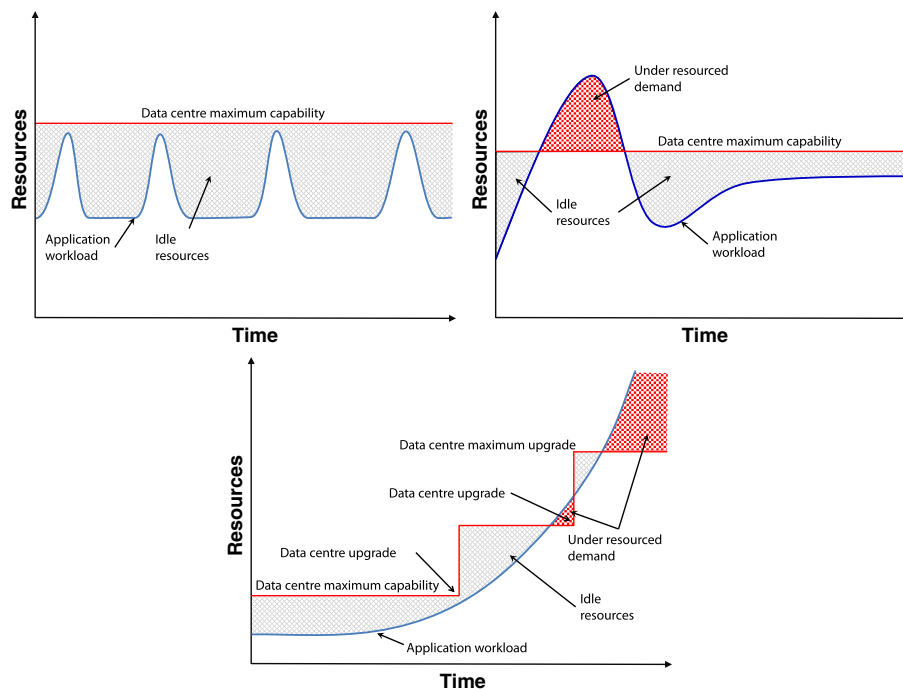 Resources
Data centre maximum capability
Application
workload
Idle
resources
Time
Resources
Under resourced
demand
Data centre maximum capability
Idle
resources
Application
workload
Time
Resources
Data centre maximum upgrade
Data centre upgrade
Under resourced
demand
Data centre upgrade
Data centre maximum capability
Idle
resources
Application workload
Time